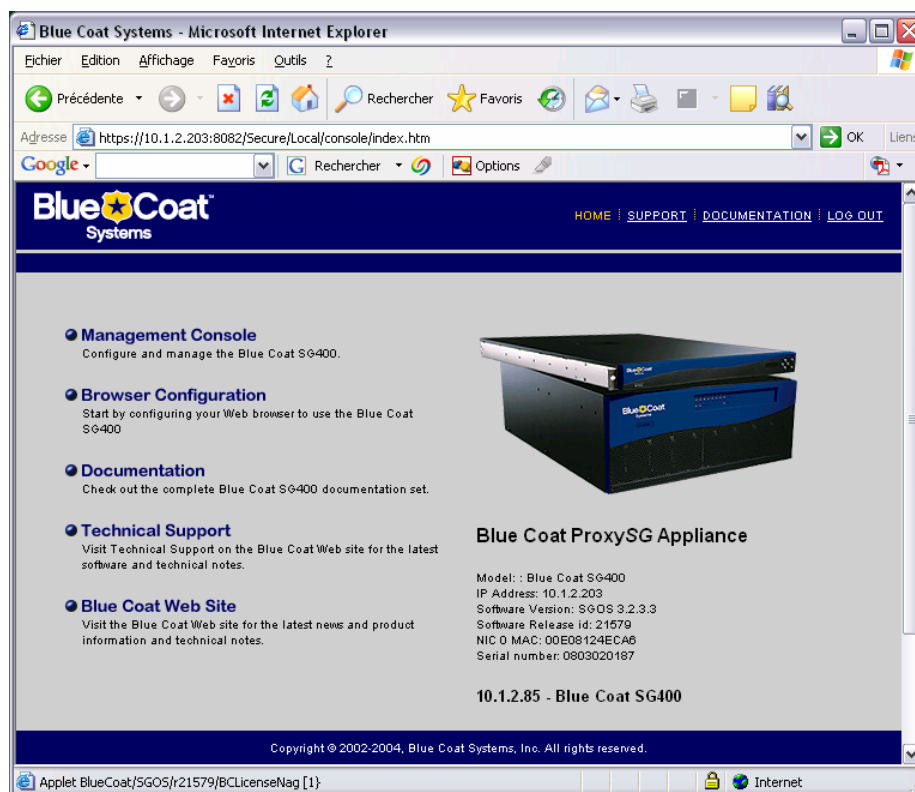 Blue Coat Systems - Microsoft Internet Explorer
Fichier Edition Affichage Favoris Outils ?
Précédente Rechercher Favoris
Adresse https://10.1.2.203:8082/Secure/Local/console/index.htm OK Liens
Google Rechercher Options
Blue Coat™
Systems
HOME SUPPORT DOCUMENTATION LOG OUT
Management Console
Configure and manage the Blue Coat SG400.
Browser Configuration
Start by configuring your Web browser to use the Blue Coat
SG400
Documentation
Check out the complete Blue Coat SG400 documentation set.
Technical Support
Visit Technical Support on the Blue Coat Web site for the latest
software and technical notes.
Blue Coat Web Site
Visit the Blue Coat Web site for the latest news and product
information and technical notes.
BlueCoat
BlueCoat
Systems
Blue Coat ProxySG Appliance
Model: : Blue Coat SG400
IP Address: 10.1.2.203
Software Version: SGOS 3.2.3.3
Software Release id: 21579
NIC 0 MAC: 00E08124ECA6
Serial number: 0803020187
10.1.2.85 - Blue Coat SG400
Copyright © 2002-2004, Blue Coat Systems, Inc. All rights reserved.
Applet BlueCoat/SGOS/r21579/BCLicenseNag [1} Internet